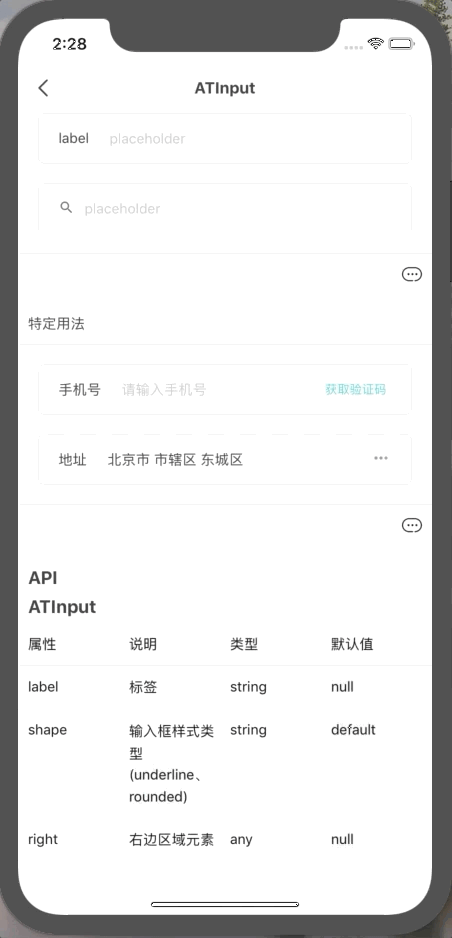 2:28
ATInput
label placeholder
placeholder
特定用法
手机号 请输入手机号 获取验证码
地址 北京市 市辖区 东城区
API
ATInput
属性 说明 类型 默认值
label 标签 string null
shape 输入框样式类 string default
型
(underline、
rounded)
right 右边区域元素 any null